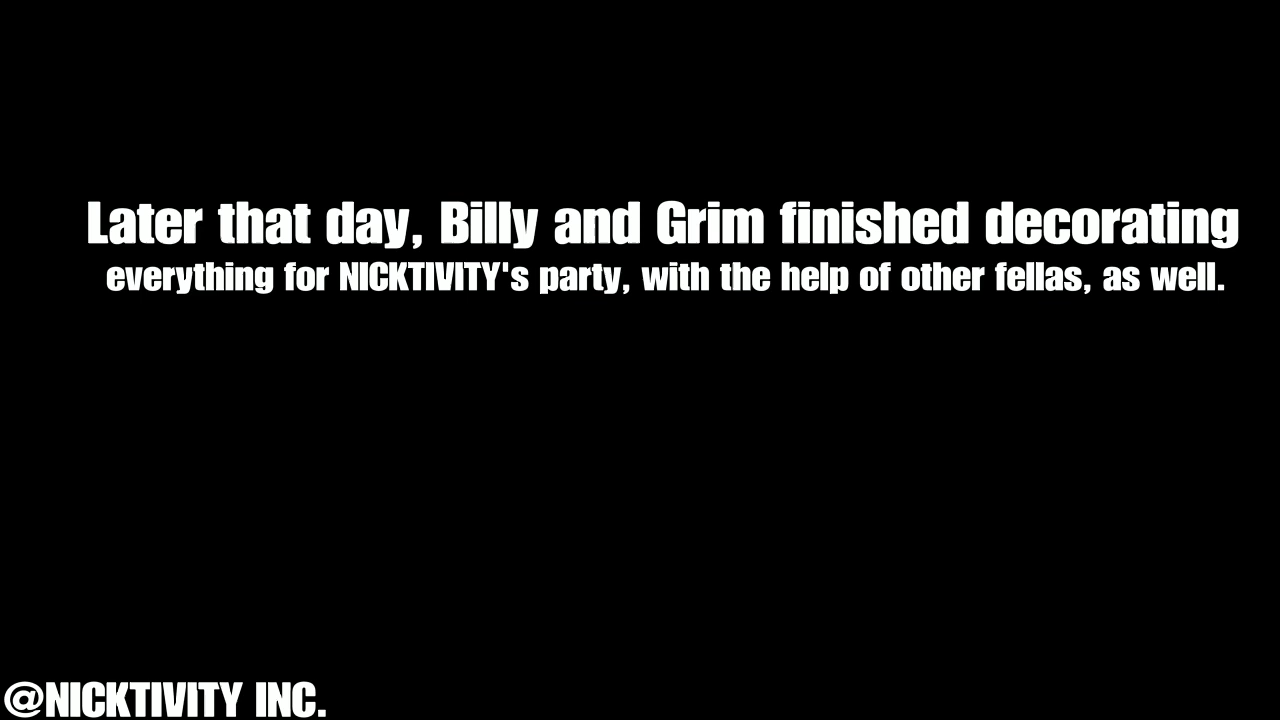 Later that day, Billy and Grim finished decorating
everything for NICKTIVITY's party, with the help of other fellas, as well.
@NICKTIVITY INC.